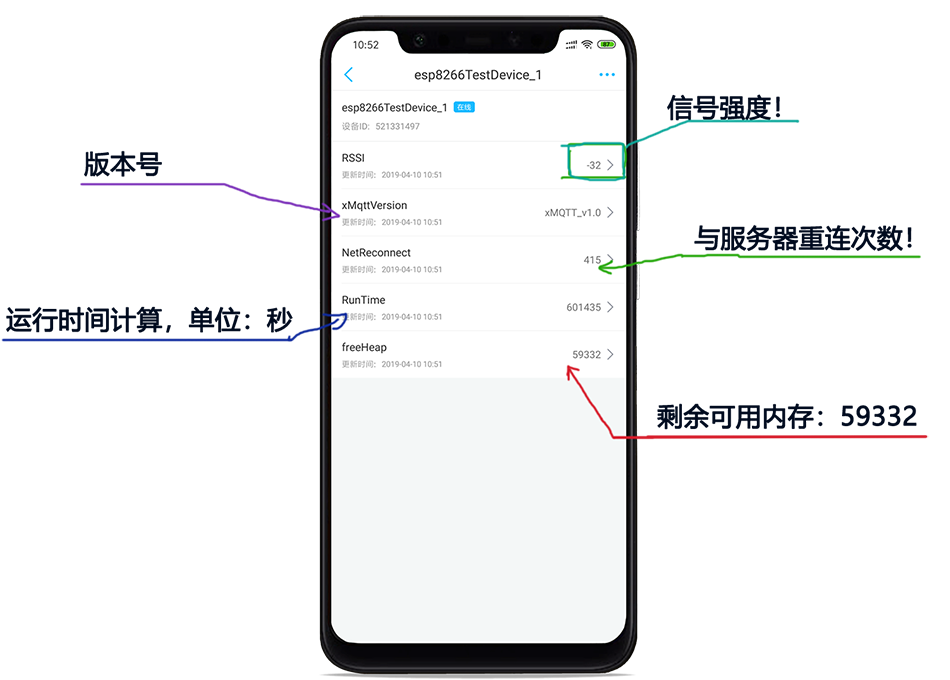 10:52
87
esp8266TestDevice_1
esp8266TestDevice_1 在线
设备ID: 521331497
信号强度！
RSSI
-32
更新时间: 2019-04-10 10:51
版本号
xMqttVersion
xMQTT_v1.0
更新时间: 2019-04-10 10:51
与服务器重连次数！
NetReconnect
415
更新时间: 2019-04-10 10:51
运行时间计算，单位：秒
RunTime
601435
更新时间: 2019-04-10 10:51
freeHeap
59332
更新时间: 2019-04-10 10:51
剩余可用内存：59332